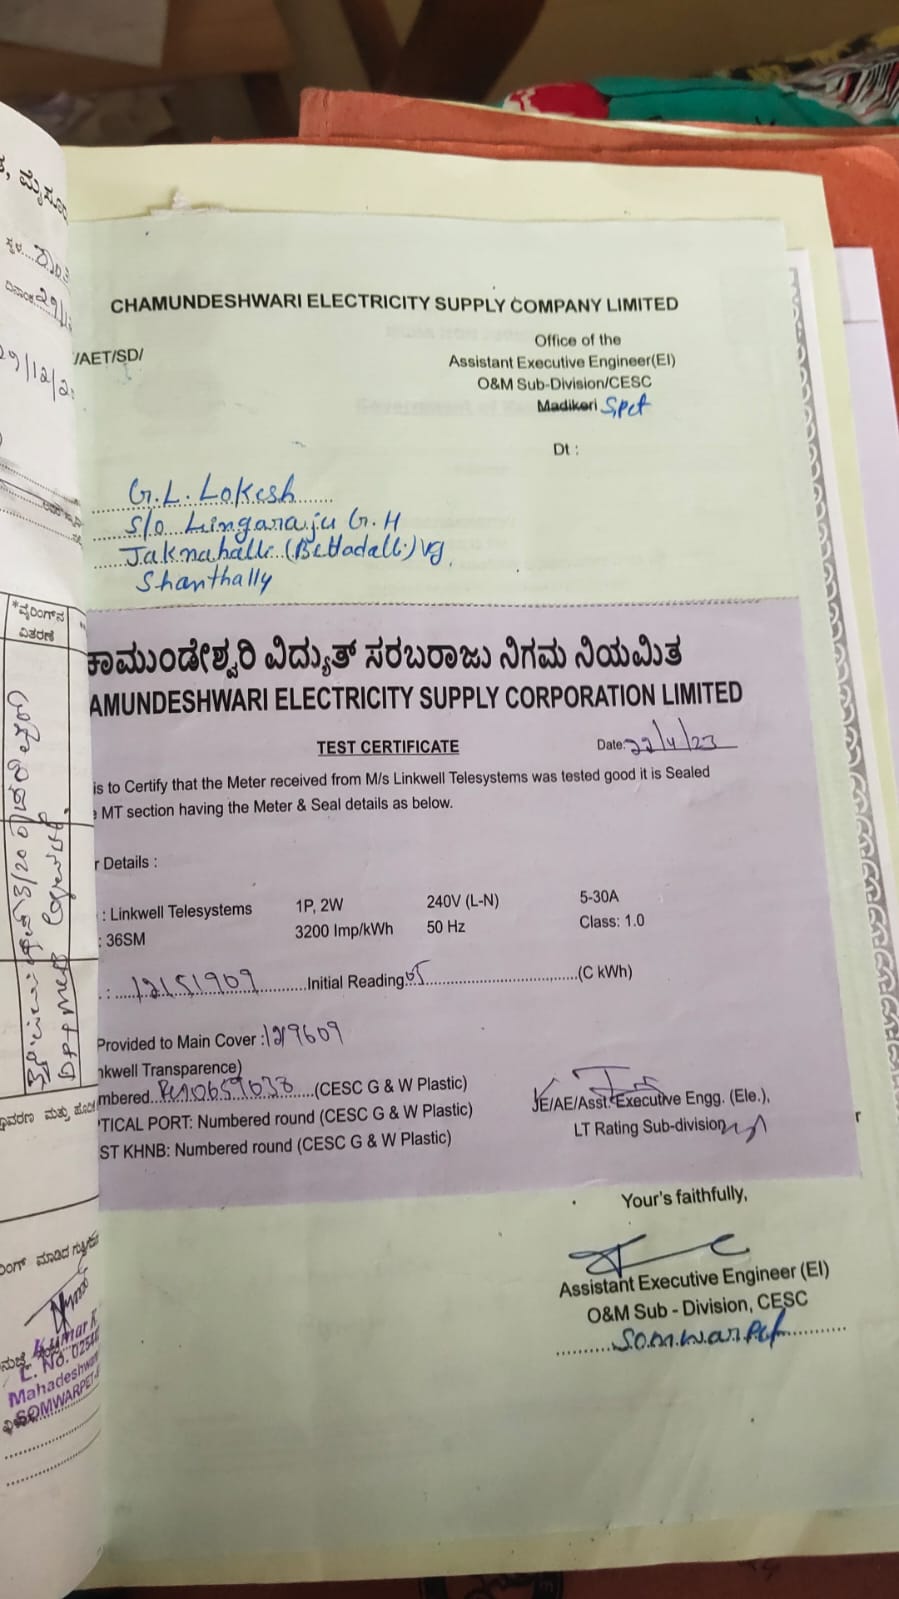 CHAMUNDESHWARI ELECTRICITY SUPPLY COMPANY LIMITED
/AET/SD/
Office of the
Assistant Executive Engineer(EI)
O&M Sub-Division/CESC
Madikeri Spet
Dt :
G.L. Lokesh
S/o Lingaraju G.H
Jaknahalli (Bettadalli) Vg,
Shanthally
ಚಾಮುಂಡೇಶ್ವರಿ ವಿದ್ಯುತ್ ಸರಬರಾಜು ನಿಗಮ ನಿಯಮಿತ
AMUNDESHWARI ELECTRICITY SUPPLY CORPORATION LIMITED
TEST CERTIFICATE
Date: 22/4/23
is to Certify that the Meter received from M/s Linkwell Telesystems was tested good it is Sealed
MT section having the Meter & Seal details as below.
r Details :
: Linkwell Telesystems 1P, 2W 240V (L-N) 5-30A
: 36SM 3200 Imp/kWh 50 Hz Class: 1.0
: 12151909 Initial Reading 05 (C kWh)
Provided to Main Cover : 1219609
nkwell Transparence)
mbered (CESC G & W Plastic)
TICAL PORT: Numbered round (CESC G & W Plastic)
ST KHNB: Numbered round (CESC G & W Plastic)
JE/AE/Asst. Executive Engg. (Ele.),
LT Rating Sub-division
Your's faithfully,
Assistant Executive Engineer (EI)
O&M Sub - Division, CESC
Somwarpet
*ವೈರಿಂಗ್‌ನ
ವಿತರಣೆ
Kumar K
L. No. 0254
Mahadeshwar
SOMWARPET